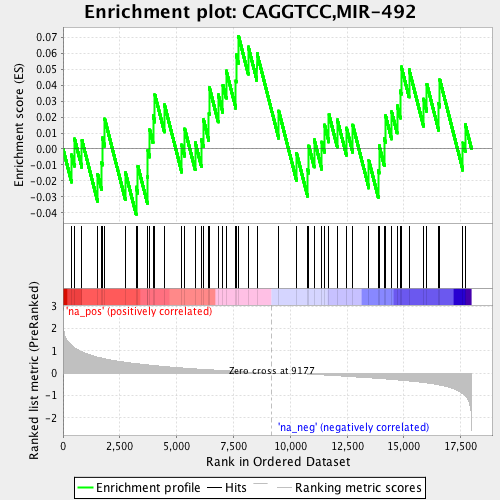 Enrichment plot: CAGGTCC,MIR-492
Enrichment score (ES)
0.07
0.06
0.05
0.04
0.03
0.02
0.01
0.00
-0.01
-0.02
-0.03
-0.04
'na_pos' (positively correlated)
Ranked list metric (PreRanked)
3
2
1
0
-1
-2
Zero cross at 9177
'na_neg' (negatively correlated)
0
2,500
5,000
7,500
10,000
12,500
15,000
17,500
Rank in Ordered Dataset
Enrichment profile
Hits
Ranking metric scores